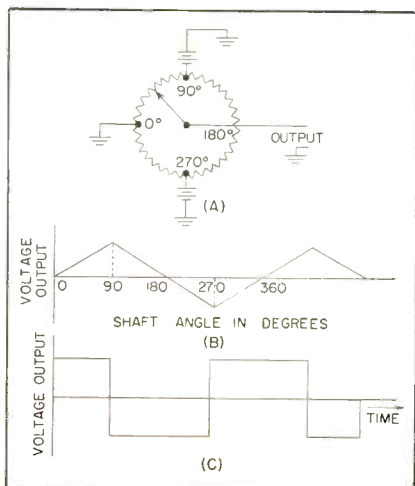 90°
0°
180°
OUTPUT
270°
(A)
VOLTAGE
OUTPUT
0 90 180 270 360
SHAFT ANGLE IN DEGREES
(B)
VOLTAGE OUTPUT
TIME
(C)